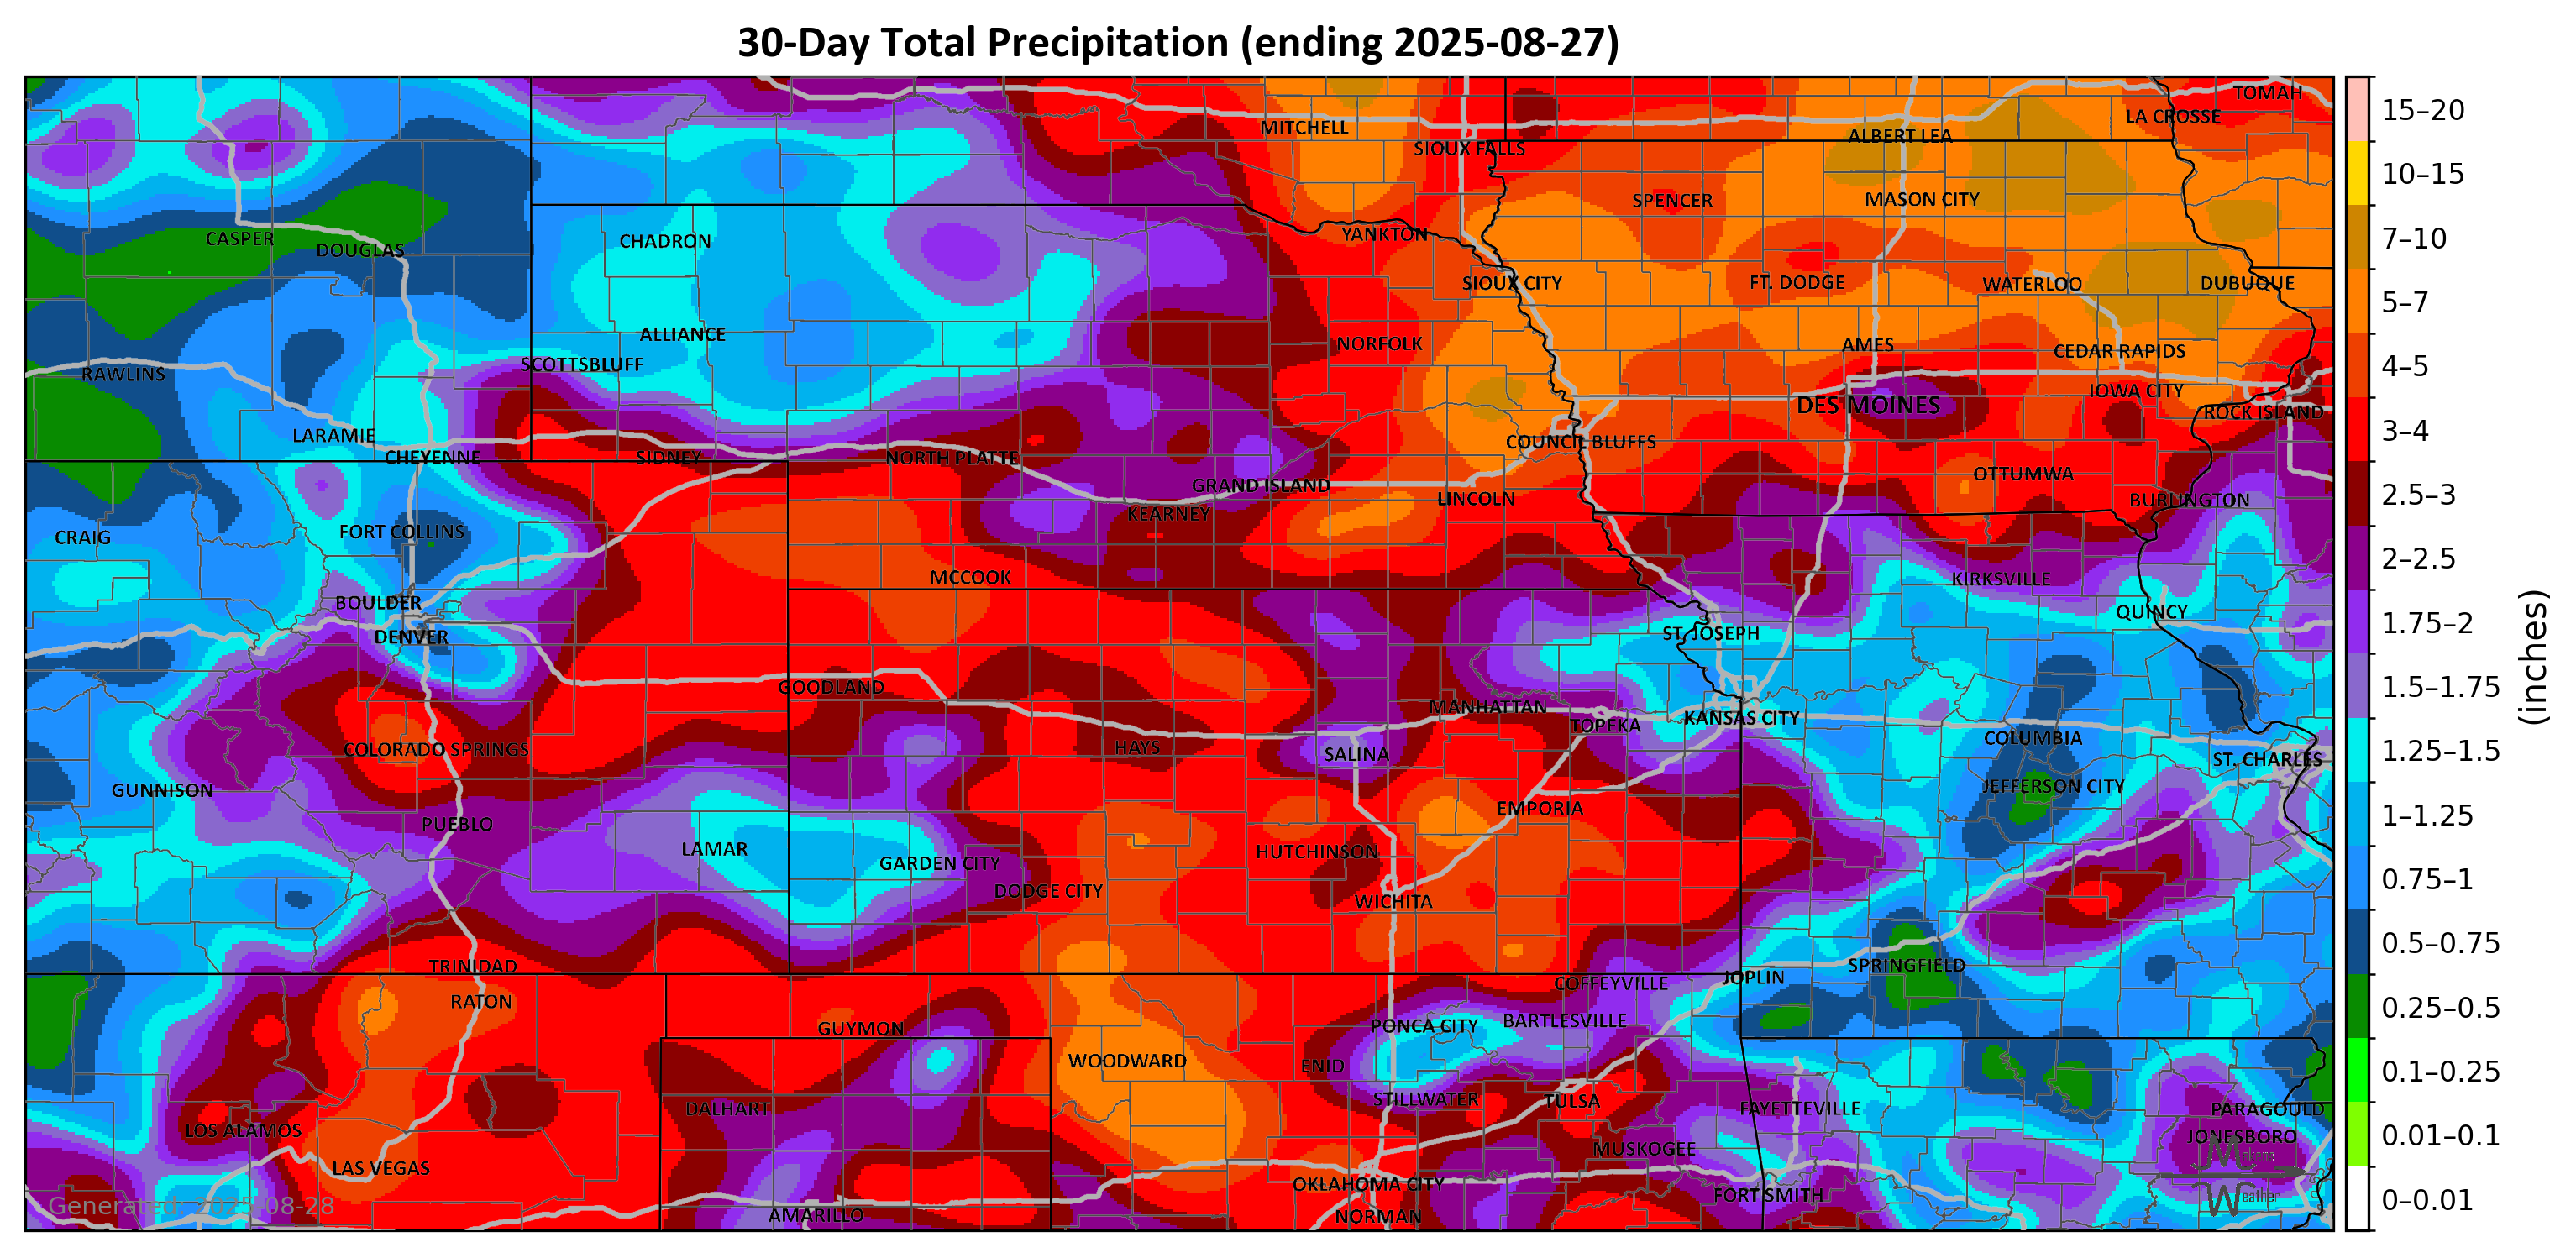 30-Day Total Precipitation (ending 2025-08-27)
TOMAH
LA CROSSE
MITCHELL
ALBERT LEA
SIOUX FALLS
SPENCER
MASON CITY
CASPER
DOUGLAS
CHADRON
YANKTON
SIOUX CITY
FT. DODGE
WATERLOO
DUBUQUE
ALLIANCE
NORFOLK
AMES
CEDAR RAPIDS
SCOTTSBLUFF
RAWLINS
IOWA CITY
DES MOINES
ROCK ISLAND
LARAMIE
COUNCIL BLUFFS
CHEYENNE
SIDNEY
NORTH PLATTE
OTTUMWA
GRAND ISLAND
LINCOLN
BURLINGTON
KEARNEY
CRAIG
FORT COLLINS
MCCOOK
KIRKSVILLE
BOULDER
QUINCY
DENVER
ST. JOSEPH
GOODLAND
MANHATTAN
TOPEKA
KANSAS CITY
COLUMBIA
COLORADO SPRINGS
HAYS
SALINA
ST. CHARLES
GUNNISON
JEFFERSON CITY
EMPORIA
PUEBLO
LAMAR
HUTCHINSON
GARDEN CITY
DODGE CITY
WICHITA
TRINIDAD
SPRINGFIELD
JOPLIN
COFFEYVILLE
RATON
GUYMON
PONCA CITY
BARTLESVILLE
WOODWARD
ENID
STILLWATER
TULSA
DALHART
FAYETTEVILLE
PARAGOULD
LOS ALAMOS
JONESBORO
MUSKOGEE
LAS VEGAS
OKLAHOMA CITY
FORT SMITH
AMARILLO
NORMAN
Generated: 2025-08-28
Makens
Weather
15–20
10–15
7–10
5–7
4–5
3–4
2.5–3
2–2.5
1.75–2
1.5–1.75
1.25–1.5
1–1.25
0.75–1
0.5–0.75
0.25–0.5
0.1–0.25
0.01–0.1
0–0.01
(inches)